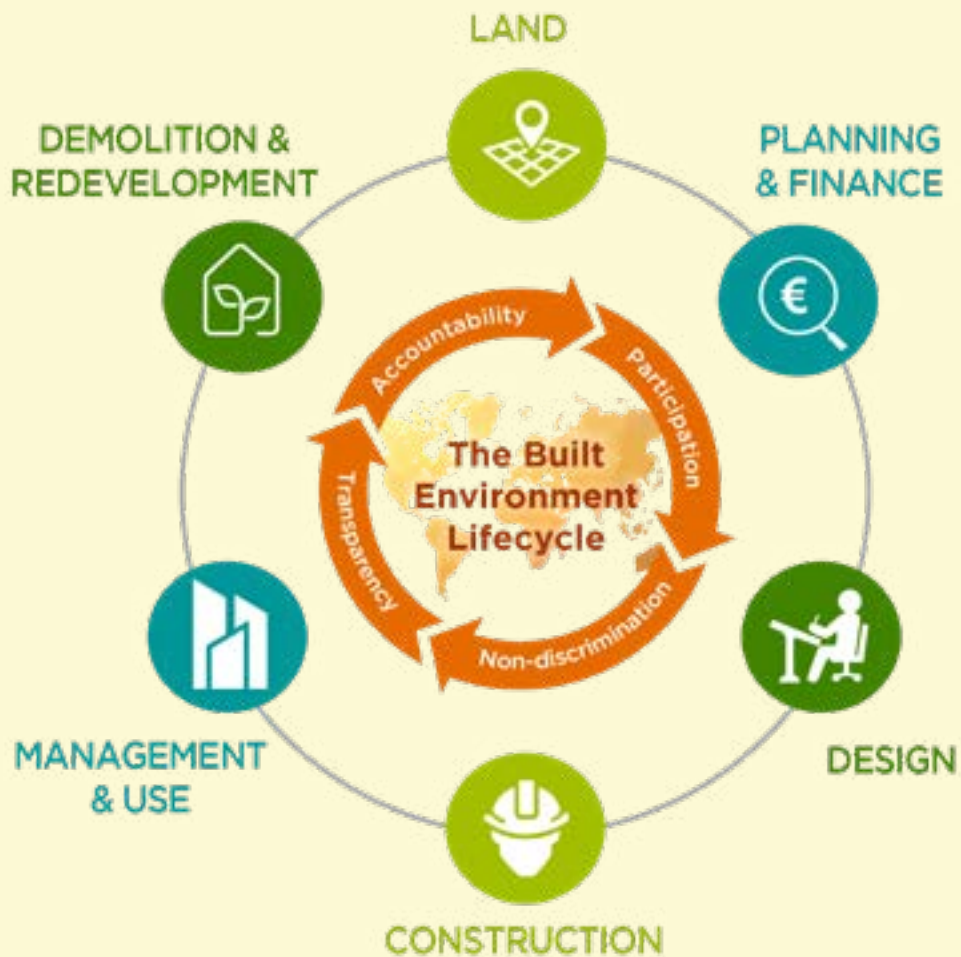 LAND
PLANNING
& FINANCE
€
DESIGN
CONSTRUCTION
MANAGEMENT
& USE
DEMOLITION &
REDEVELOPMENT
Accountability
Participation
Non-discrimination
Transparency
The Built
Environment
Lifecycle